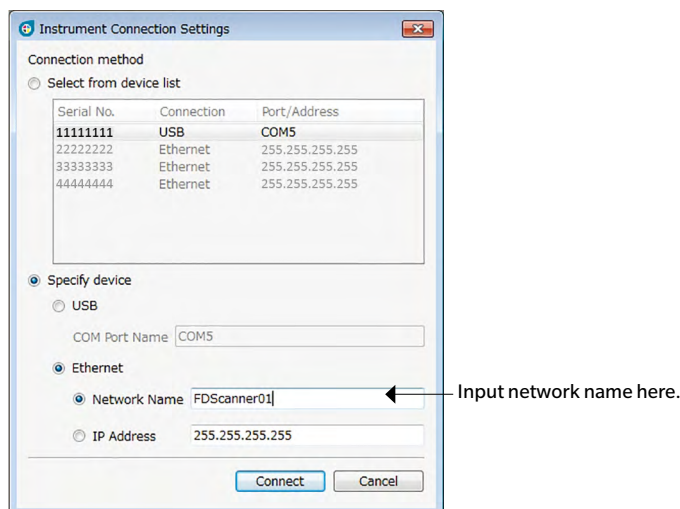 Instrument Connection Settings
Connection method
Select from device list
Serial No. Connection Port/Address
11111111 USB COM5
22222222 Ethernet 255.255.255.255
33333333 Ethernet 255.255.255.255
44444444 Ethernet 255.255.255.255
Specify device
USB
COM Port Name COM5
Ethernet
Network Name FDScanner01 Input network name here.
IP Address 255.255.255.255
Connect Cancel